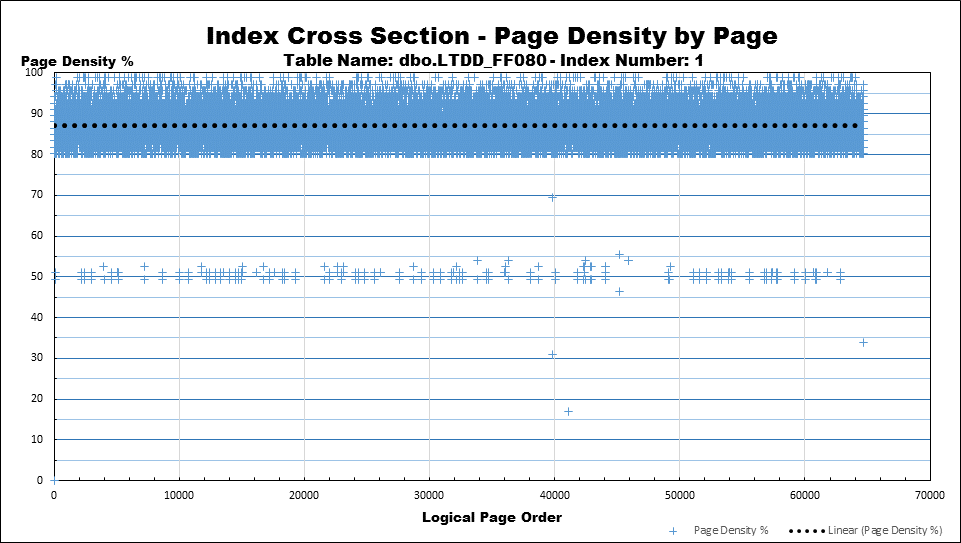 Index Cross Section - Page Density by Page
Table Name: dbo.LTDD_FF080 - Index Number: 1
Page Density %
100
90
80
70
60
50
40
30
20
10
0
0 10000 20000 30000 40000 50000 60000 70000
Logical Page Order
Page Density % Linear (Page Density %)